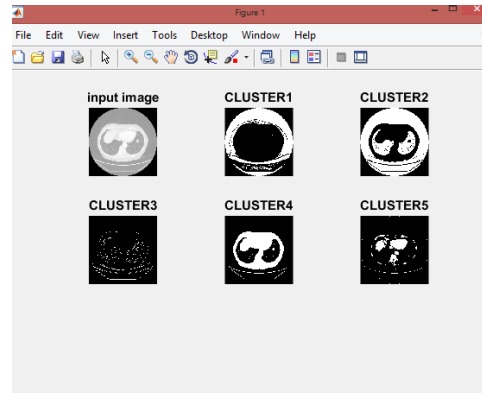 Figure 1
File Edit View Insert Tools Desktop Window Help
input image CLUSTER1 CLUSTER2
CLUSTER3 CLUSTER4 CLUSTER5